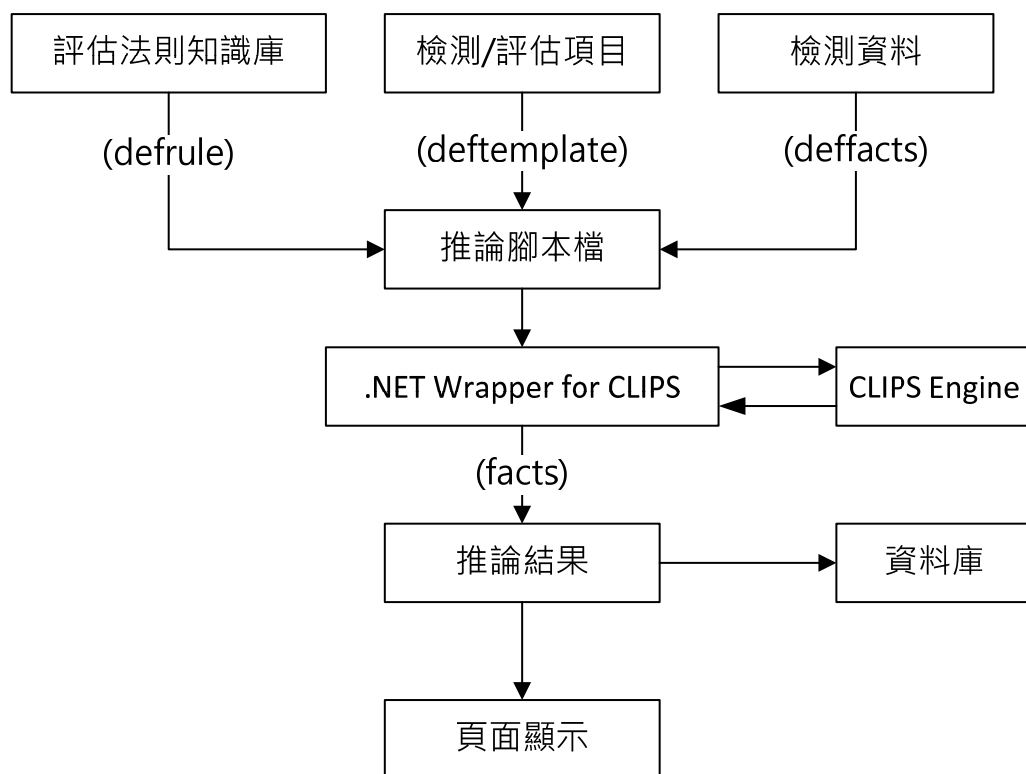 評估法則知識庫
檢測/評估項目
檢測資料
(defrule)
(deftemplate)
(deffacts)
推論腳本檔
.NET Wrapper for CLIPS
CLIPS Engine
(facts)
推論結果
資料庫
頁面顯示